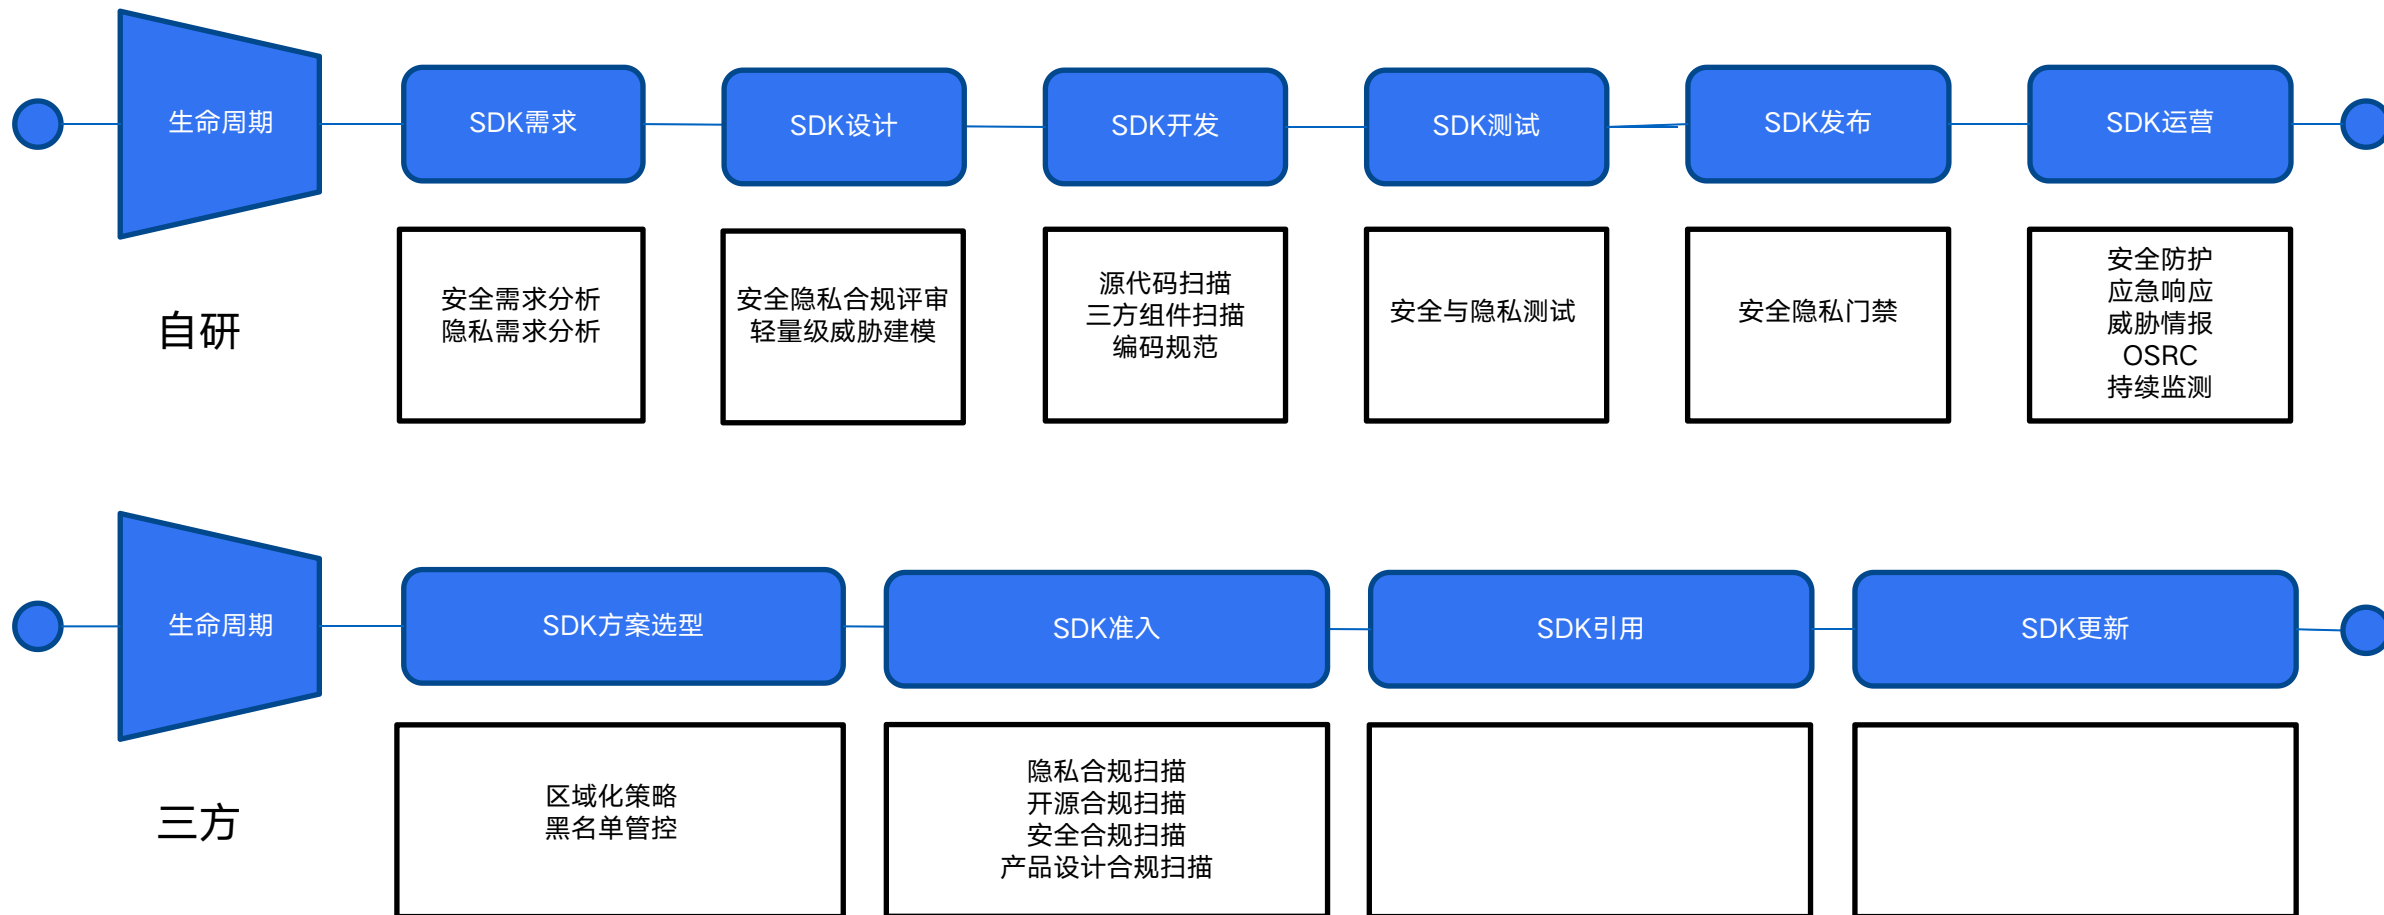 生命周期
SDK需求
SDK设计
SDK开发
SDK测试
SDK发布
SDK运营
自研
安全需求分析
隐私需求分析
安全隐私合规评审
轻量级威胁建模
源代码扫描
三方组件扫描
编码规范
安全与隐私测试
安全隐私门禁
安全防护
应急响应
威胁情报
OSRC
持续监测
生命周期
SDK方案选型
SDK准入
SDK引用
SDK更新
三方
区域化策略
黑名单管控
隐私合规扫描
开源合规扫描
安全合规扫描
产品设计合规扫描